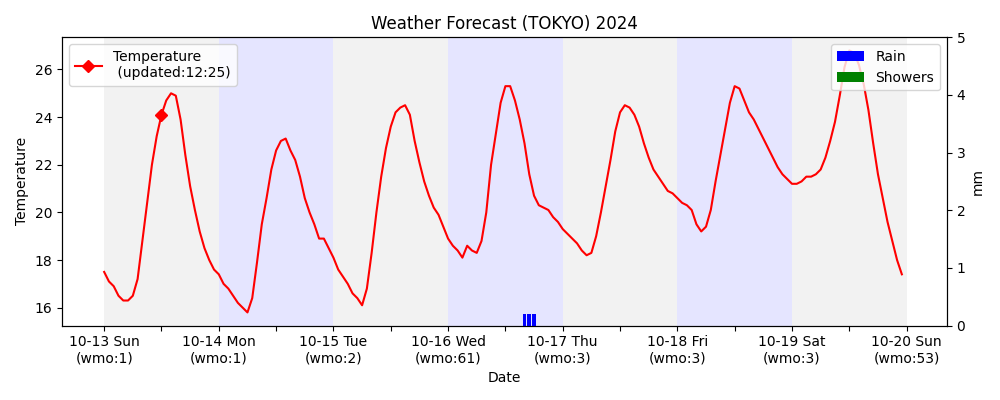 Weather Forecast (TOKYO) 2024
Temperature
(updated:12:25)
Rain
Showers
26
24
22
20
18
16
Temperature
5
4
3
2
1
0
mm
10-13 Sun
(wmo:1)
10-14 Mon
(wmo:1)
10-15 Tue
(wmo:2)
10-16 Wed
(wmo:61)
10-17 Thu
(wmo:3)
10-18 Fri
(wmo:3)
10-19 Sat
(wmo:3)
10-20 Sun
(wmo:53)
Date